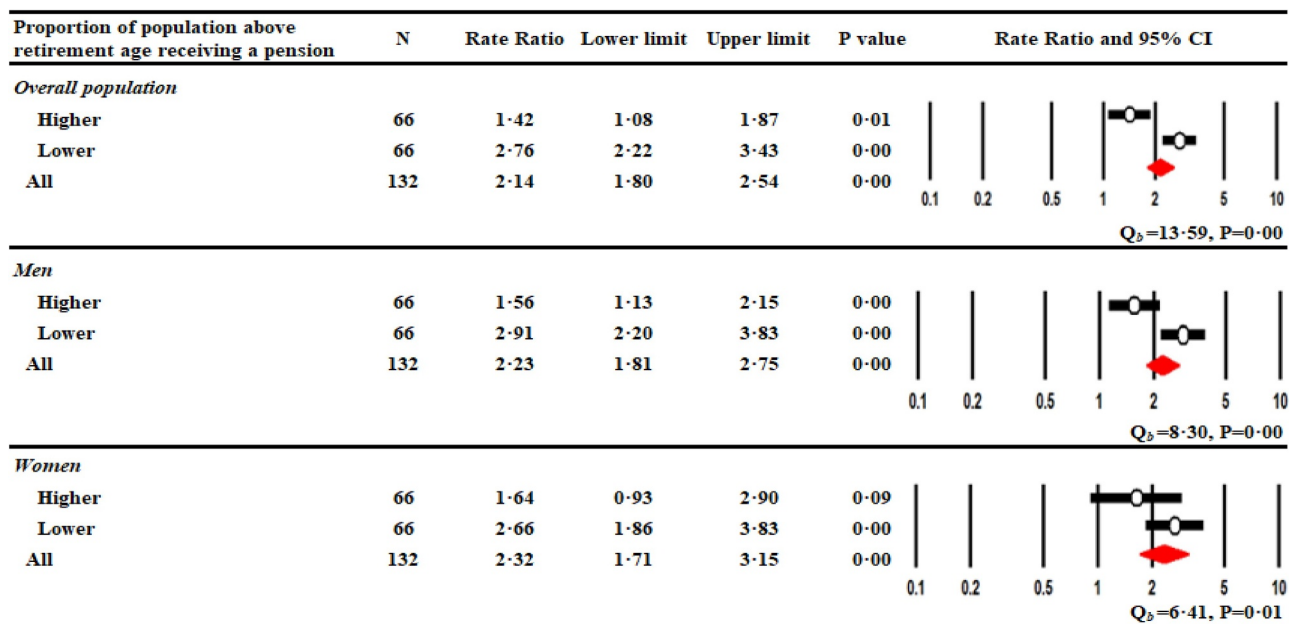 Proportion of population above
retirement age receiving a pension N Rate Ratio Lower limit Upper limit P value Rate Ratio and 95% CI
Overall population
Higher 66 1·42 1·08 1·87 0·01
Lower 66 2·76 2·22 3·43 0·00
All 132 2·14 1·80 2·54 0·00
0.1 0.2 0.5 1 2 5 10
Qb=13·59, P=0·00
Men
Higher 66 1·56 1·13 2·15 0·00
Lower 66 2·91 2·20 3·83 0·00
All 132 2·23 1·81 2·75 0·00
0.1 0.2 0.5 1 2 5 10
Qb=8·30, P=0·00
Women
Higher 66 1·64 0·93 2·90 0·09
Lower 66 2·66 1·86 3·83 0·00
All 132 2·32 1·71 3·15 0·00
0.1 0.2 0.5 1 2 5 10
Qb=6·41, P=0·01